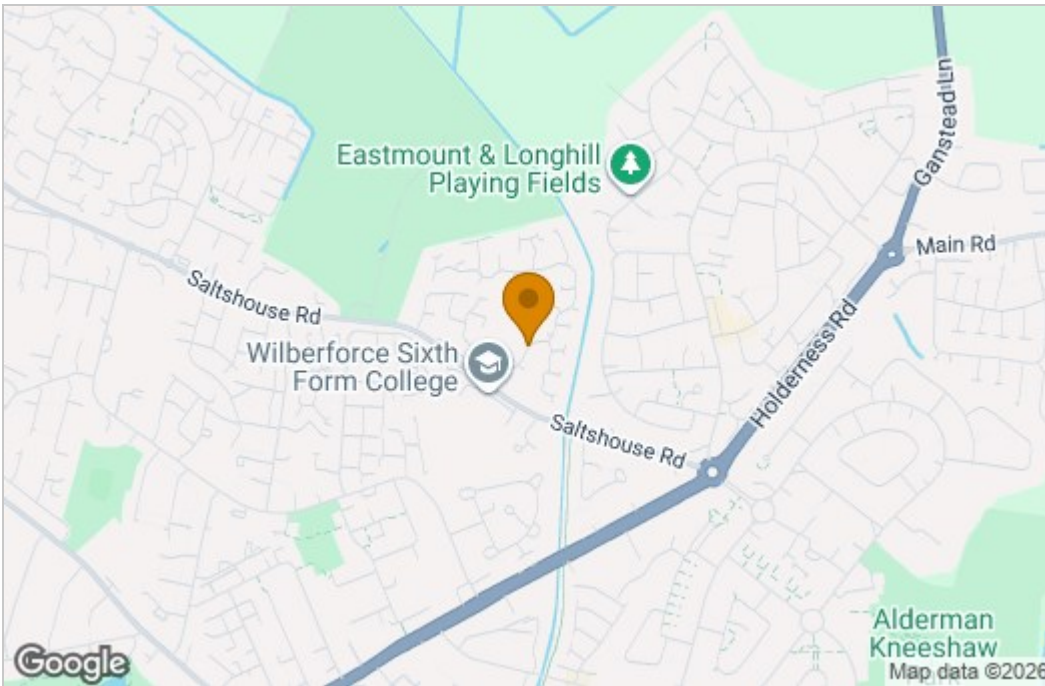 Ganstead Ln
Eastmount & Longhill
Playing Fields
Main Rd
Saltshouse Rd
Wilberforce Sixth
Form College
Holderness Rd
Saltshouse Rd
Alderman
Kneeshaw
Park
Google
Map data ©2026